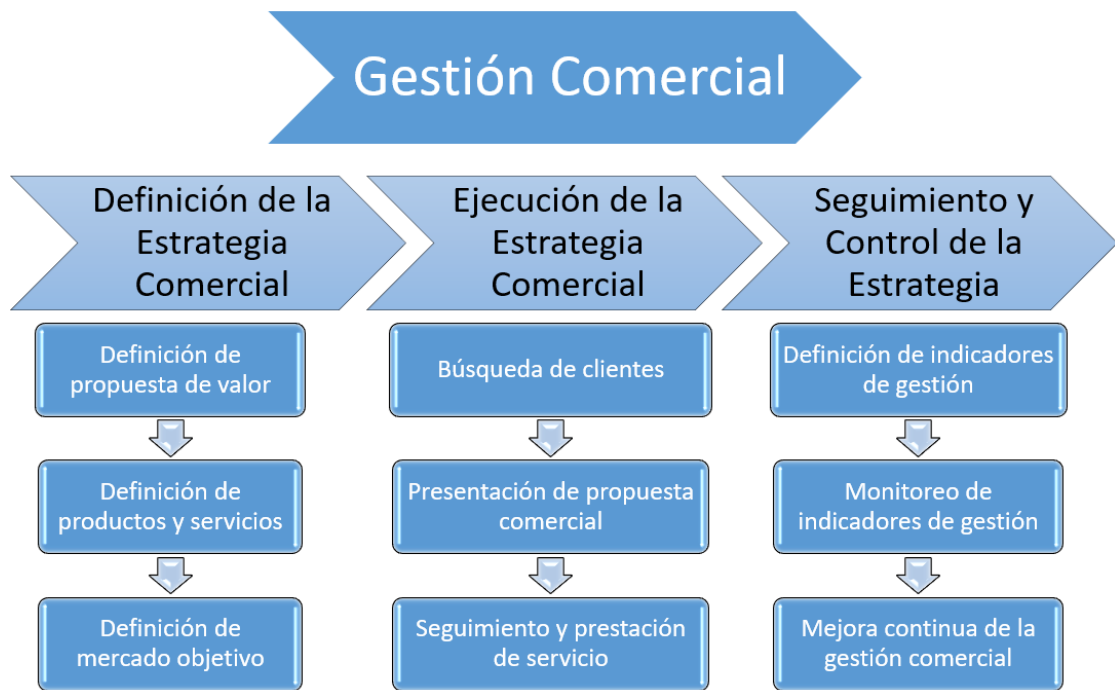 Gestión Comercial
Definición de la
Estrategia
Comercial
Ejecución de la
Estrategia
Comercial
Seguimiento y
Control de la
Estrategia
Definición de
propuesta de valor
Definición de
productos y servicios
Definición de
mercado objetivo
Búsqueda de clientes
Presentación de propuesta
comercial
Seguimiento y prestación
de servicio
Definición de indicadores
de gestión
Monitoreo de
indicadores de gestión
Mejora continua de la
gestión comercial